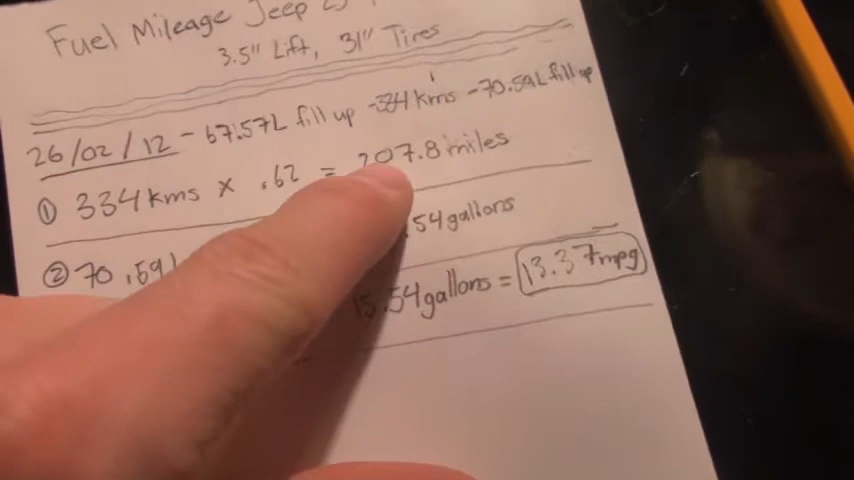 Fuel Mileage Jeep
3.5" Lift, 31" Tires
26/02/12 - 67.57L fill up - 334 kms - 70.59L fill up
① 334 kms x .62 = 207.8 miles
② 70.59L .54 gallons
15.54 gallons = 13.37mpg